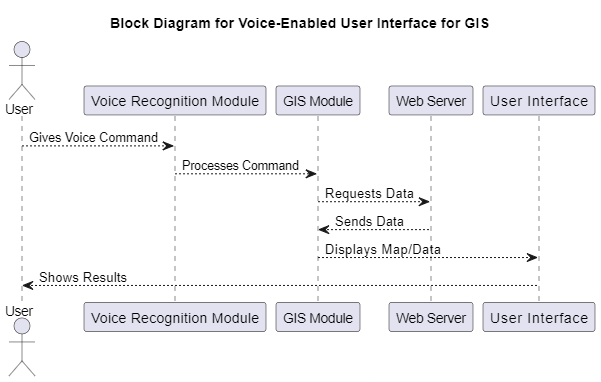 Block Diagram for Voice-Enabled User Interface for GIS
User
Voice Recognition Module
GIS Module
Web Server
User Interface
Gives Voice Command
Processes Command
Requests Data
Sends Data
Displays Map/Data
Shows Results
User
Voice Recognition Module
GIS Module
Web Server
User Interface